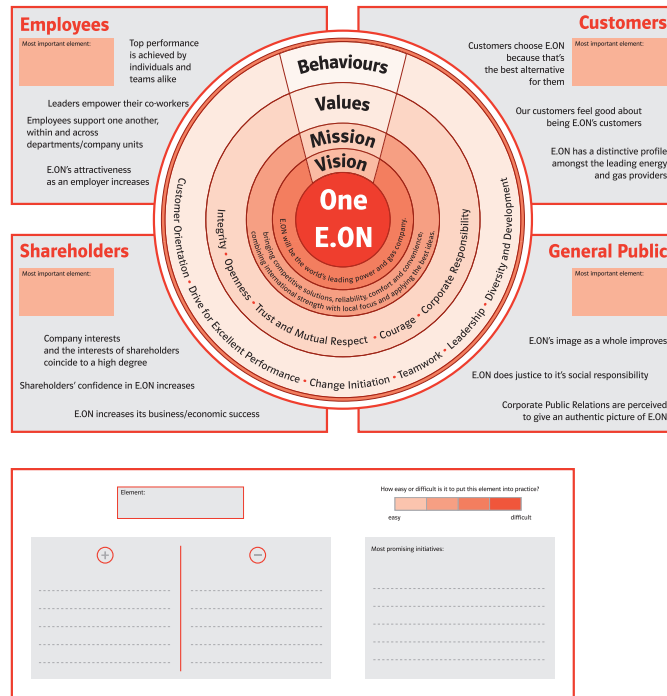 Employees
Most important element:
Top performance
is achieved by
individuals and
teams alike
Leaders empower their co-workers
Employees support one another,
within and across
departments/company units
E.ON's attractiveness
as an employer increases
Customers
Most important element:
Customers choose E.ON
because that's
the best alternative
for them
Our customers feel good about
being E.ON's customers
E.ON has a distinctive profile
amongst the leading energy
and gas providers
Behaviours
Values
Mission
Vision
One
E.ON
E.ON will be the world's leading power and gas company.
bringing competitive solutions, reliability, comfort and convenience;
combining international strength with local focus and applying the best ideas.
Integrity • Openness • Trust and Mutual Respect • Courage • Corporate Responsibility
Customer Orientation • Drive for Excellent Performance • Change Initiation • Teamwork • Leadership • Diversity and Development
Shareholders
Most important element:
Company interests
and the interests of shareholders
coincide to a high degree
Shareholders' confidence in E.ON increases
E.ON increases its business/economic success
General Public
Most important element:
E.ON's image as a whole improves
E.ON does justice to it's social responsibility
Corporate Public Relations are perceived
to give an authentic picture of E.ON
Element:
How easy or difficult is it to put this element into practice?
easy
difficult
+
−
Most promising initiatives: